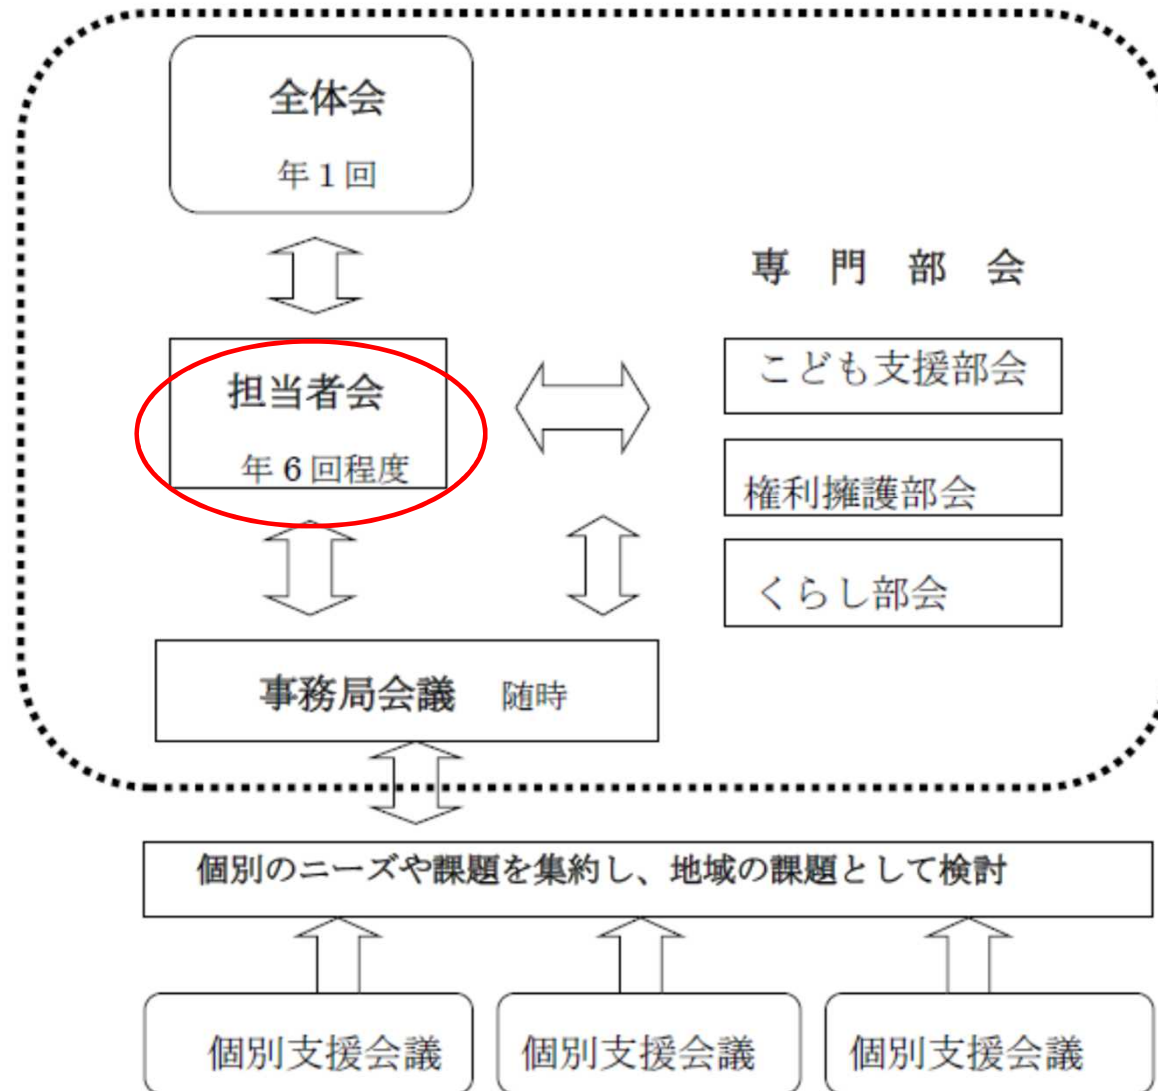 全体会
年１回
専門部会
担当者会
年６回程度
こども支援部会
権利擁護部会
くらし部会
事務局会議 随時
個別のニーズや課題を集約し、地域の課題として検討
個別支援会議
個別支援会議
個別支援会議